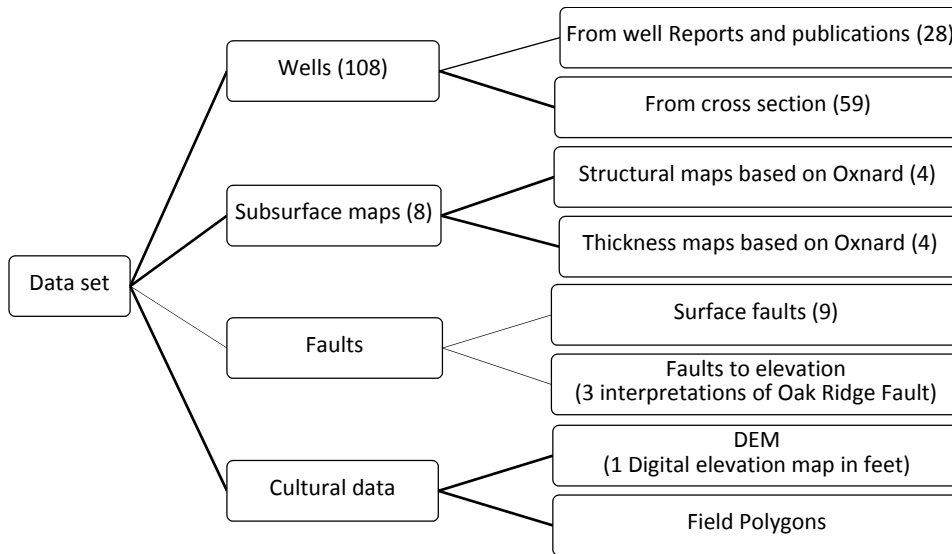 Data set
Wells (108)
From well Reports and publications (28)
From cross section (59)
Subsurface maps (8)
Structural maps based on Oxnard (4)
Thickness maps based on Oxnard (4)
Faults
Surface faults (9)
Faults to elevation
(3 interpretations of Oak Ridge Fault)
Cultural data
DEM
(1 Digital elevation map in feet)
Field Polygons